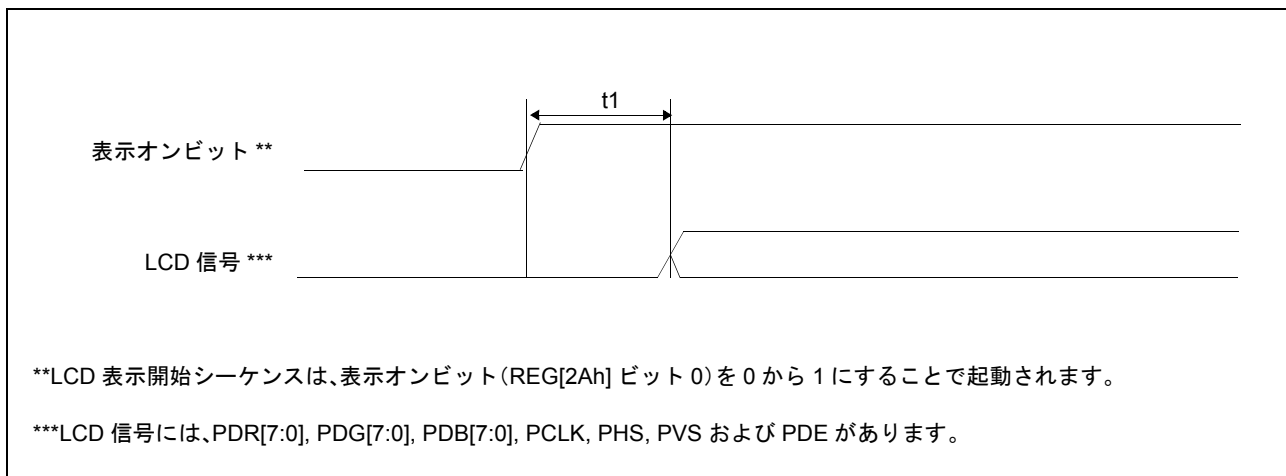 t1
表示オンビット **
LCD 信号 ***
**LCD 表示開始シーケンスは、表示オンビット（REG[2Ah] ビット 0）を 0 から 1 にすることで起動されます。
***LCD 信号には、PDR[7:0], PDG[7:0], PDB[7:0], PCLK, PHS, PVS および PDE があります。